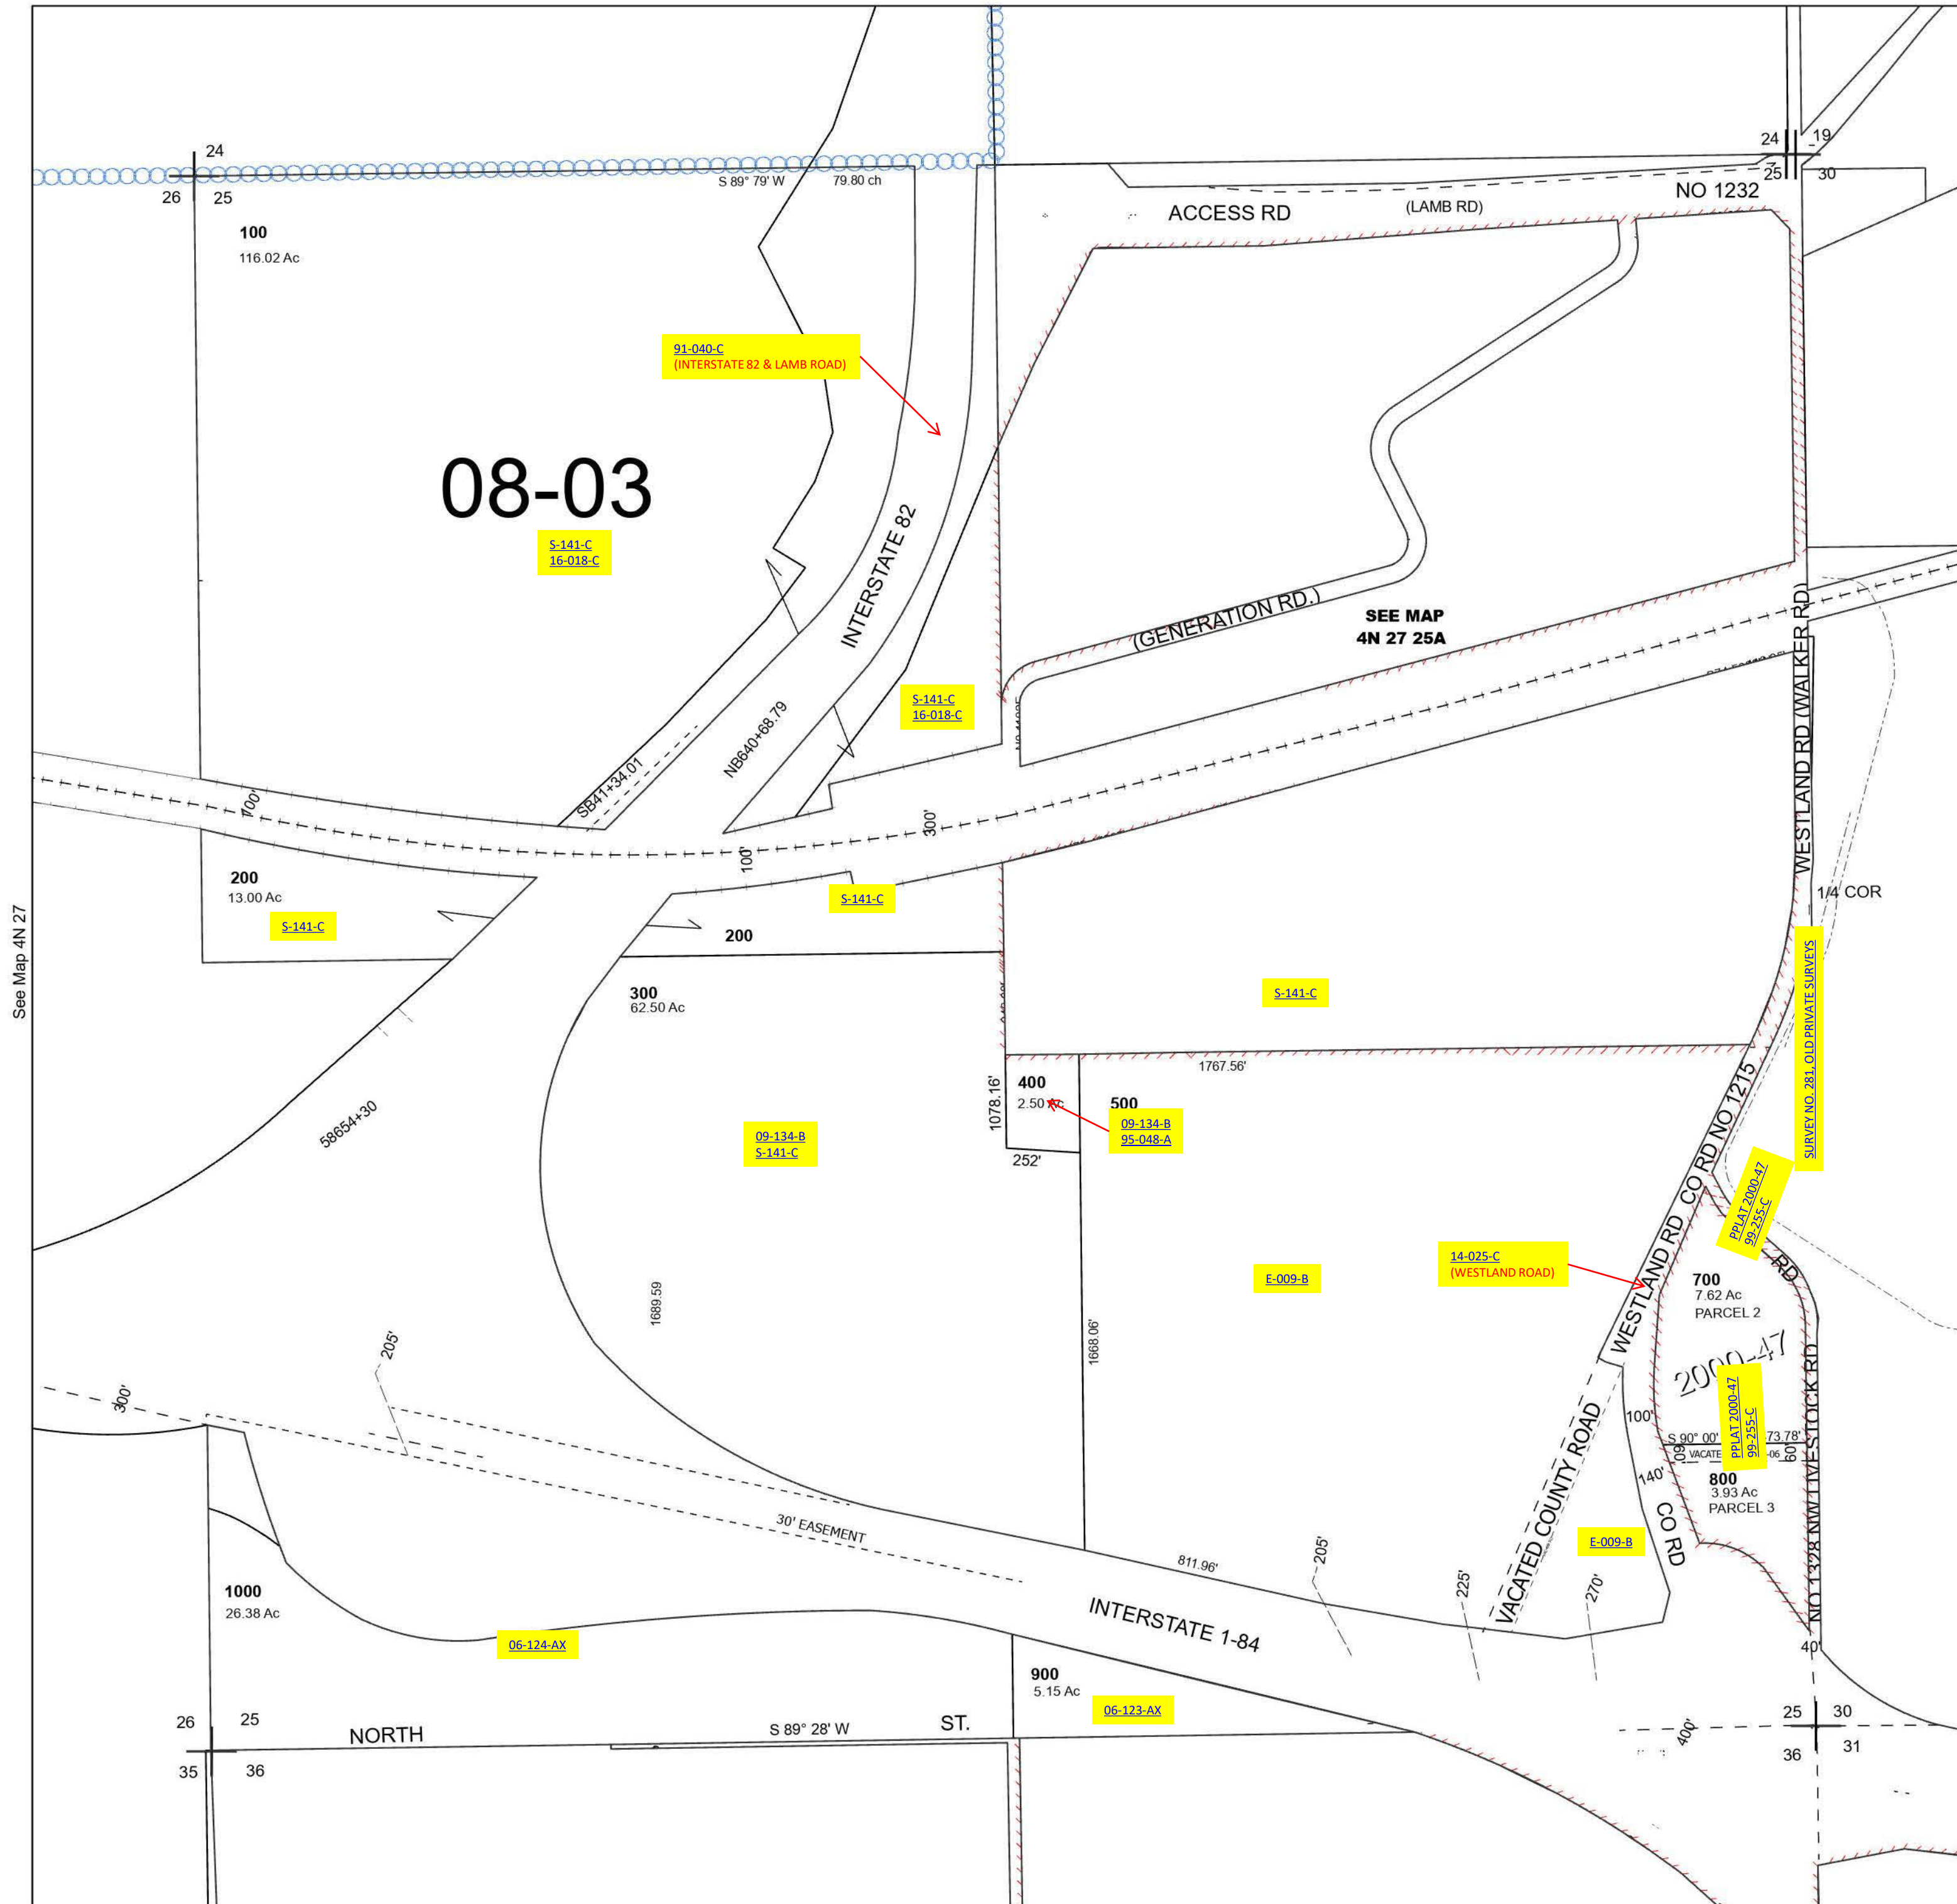 24
24
19
S 89° 79' W
79.80 ch
26
25
25
30
NO 1232
ACCESS RD
(LAMB RD)
100
116.02 Ac
91-040-C
(INTERSTATE 82 & LAMB ROAD)
08-03
S-141-C
16-018-C
INTERSTATE 82
(GENERATION RD.)
SEE MAP
4N 27 25A
WESTLAND RD (WALKER RD)
S-141-C
16-018-C
NB640+68.79
SB41+34.01
100'
300'
100'
200
13.00 Ac
S-141-C
S-141-C
200
1/4 COR
See Map 4N 27
SURVEY NO. 281, OLD PRIVATE SURVEYS
300
62.50 Ac
S-141-C
1767.56'
400
2.50 Ac
1078.16'
500
09-134-B
95-048-A
252'
58654+30
09-134-B
S-141-C
WESTLAND RD CO RD NO 1215
PPLAT 2000-47
99-255-C
14-025-C
(WESTLAND ROAD)
E-009-B
RD
700
7.62 Ac
PARCEL 2
1689.59
1668.06'
205'
300'
2000-47
PPLAT 2000-47
99-255-C
100'
S 90° 00'
73.78'
VACATE
-06
60'
60'
140'
800
3.93 Ac
PARCEL 3
NO 1328 NW LIVESTOCK RD
VACATED COUNTY ROAD
CO RD
E-009-B
30' EASEMENT
811.96'
205'
225'
270'
1000
26.38 Ac
INTERSTATE 1-84
06-124-AX
40'
900
5.15 Ac
06-123-AX
26
25
NORTH
S 89° 28' W
ST.
400'
25
30
36
31
35
36